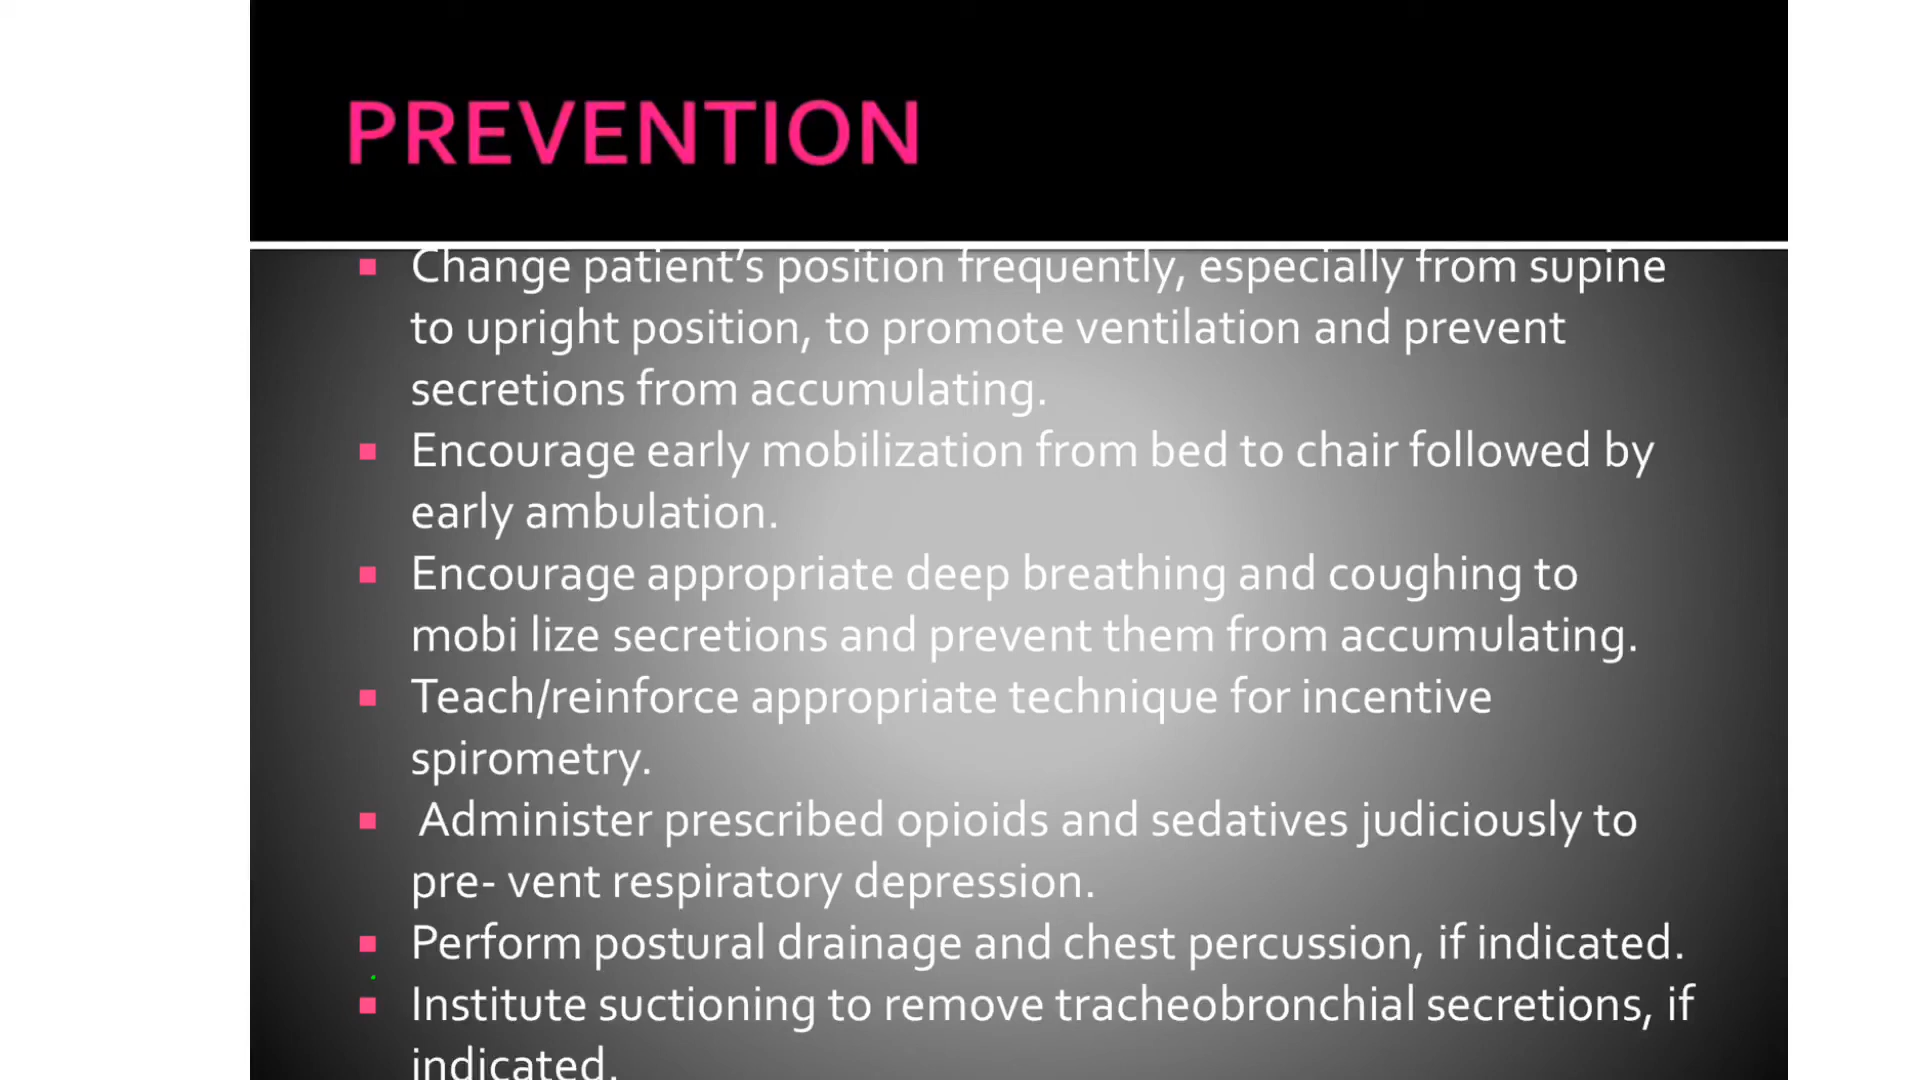 PREVENTION
Change patient’s position frequently, especially from supine
to upright position, to promote ventilation and prevent
secretions from accumulating.
Encourage early mobilization from bed to chair followed by
early ambulation.
Encourage appropriate deep breathing and coughing to
mobi lize secretions and prevent them from accumulating.
Teach/reinforce appropriate technique for incentive
spirometry.
Administer prescribed opioids and sedatives judiciously to
pre- vent respiratory depression.
Perform postural drainage and chest percussion, if indicated.
Institute suctioning to remove tracheobronchial secretions, if
indicated.